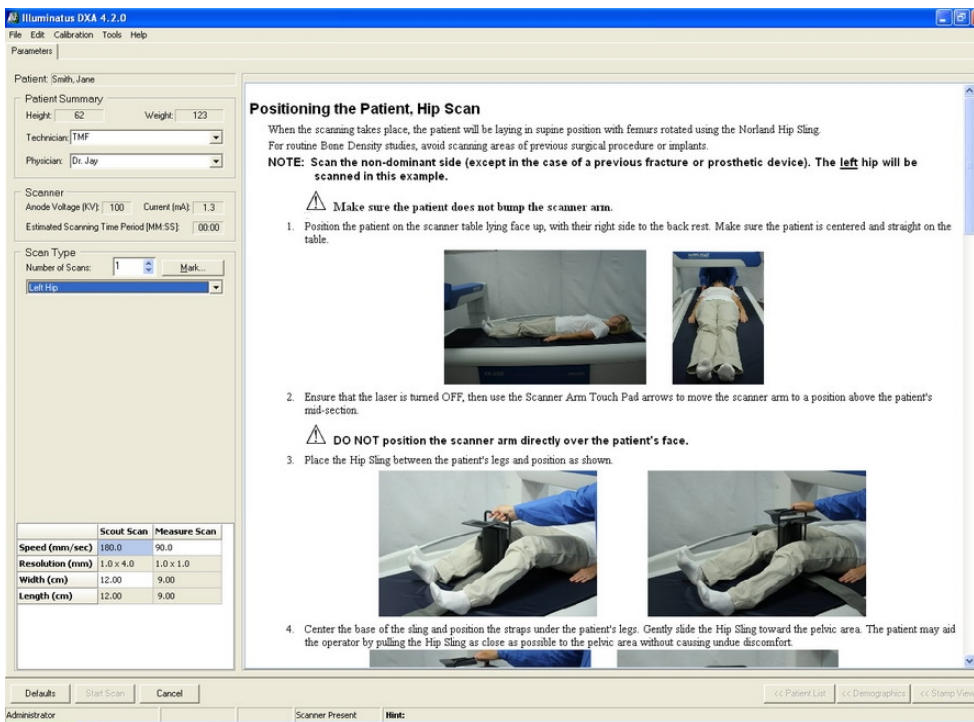 Illuminatus DXA 4.2.0
File Edit Calibration Tools Help
Parameters
Patient: Smith, Jane
Patient Summary
Height: 62 Weight: 123
Technician: TMF
Physician: Dr. Jay
Scanner
Anode Voltage (KV): 100 Current (mA): 1.3
Estimated Scanning Time Period [MM:SS]: 00:00
Scan Type
Number of Scans: 1 Mark...
Left Hip
Scout Scan Measure Scan
Speed (mm/sec) 180.0 90.0
Resolution (mm) 1.0 x 4.0 1.0 x 1.0
Width (cm) 12.00 9.00
Length (cm) 12.00 9.00
Positioning the Patient, Hip Scan
When the scanning takes place, the patient will be laying in supine position with femurs rotated using the Norland Hip Sling.
For routine Bone Density studies, avoid scanning areas of previous surgical procedure or implants.
NOTE: Scan the non-dominant side (except in the case of a previous fracture or prosthetic device). The left hip will be
scanned in this example.
Make sure the patient does not bump the scanner arm.
1. Position the patient on the scanner table lying face up, with their right side to the back rest. Make sure the patient is centered and straight on the
table.
2. Ensure that the laser is turned OFF, then use the Scanner Arm Touch Pad arrows to move the scanner arm to a position above the patient's
mid-section.
DO NOT position the scanner arm directly over the patient's face.
3. Place the Hip Sling between the patient's legs and position as shown.
4. Center the base of the sling and position the straps under the patient's legs. Gently slide the Hip Sling toward the pelvic area. The patient may aid
the operator by pulling the Hip Sling as close as possible to the pelvic area without causing undue discomfort.
Defaults Start Scan Cancel << Patient List << Demographics << Stamp View
Administrator Scanner Present Hint: